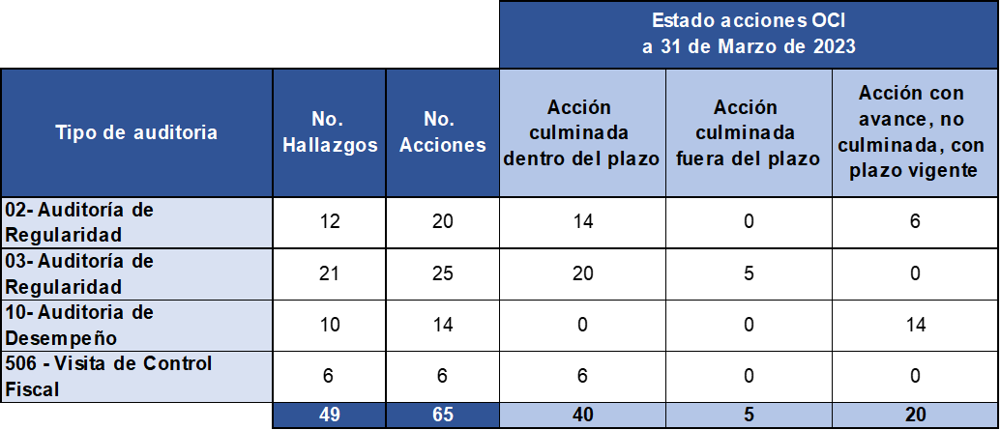 Estado acciones OCI
a 31 de Marzo de 2023
Tipo de auditoria
No.
Hallazgos
No.
Acciones
Acción
culminada
dentro del plazo
Acción
culminada
fuera del plazo
Acción con
avance, no
culminada, con
plazo vigente
02- Auditoría de
Regularidad
12
20
14
0
6
03- Auditoría de
Regularidad
21
25
20
5
0
10- Auditoria de
Desempeño
10
14
0
0
14
506 - Visita de Control
Fiscal
6
6
6
0
0
49
65
40
5
20